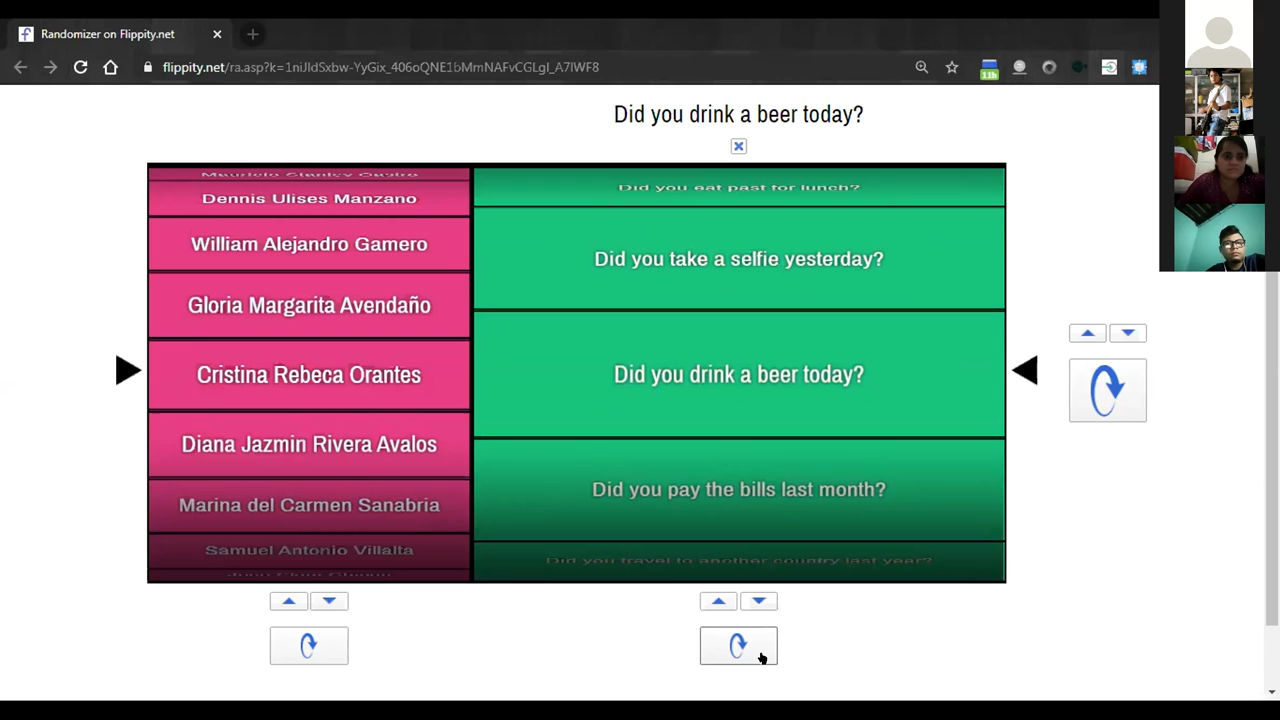 Randomizer on Flippity.net
flippity.net/ra.asp?k=1niJldSxbw-YyGix_406oQNE1bMmNAFvCGLgl_A7IWF8
11h
Did you drink a beer today?
Dennis Ulises Manzano
William Alejandro Gamero
Gloria Margarita Avendaño
Cristina Rebeca Orantes
Diana Jazmin Rivera Avalos
Marina del Carmen Sanabria
Samuel Antonio Villalta
Did you eat past for lunch?
Did you take a selfie yesterday?
Did you drink a beer today?
Did you pay the bills last month?
Did you travel to another country last year?